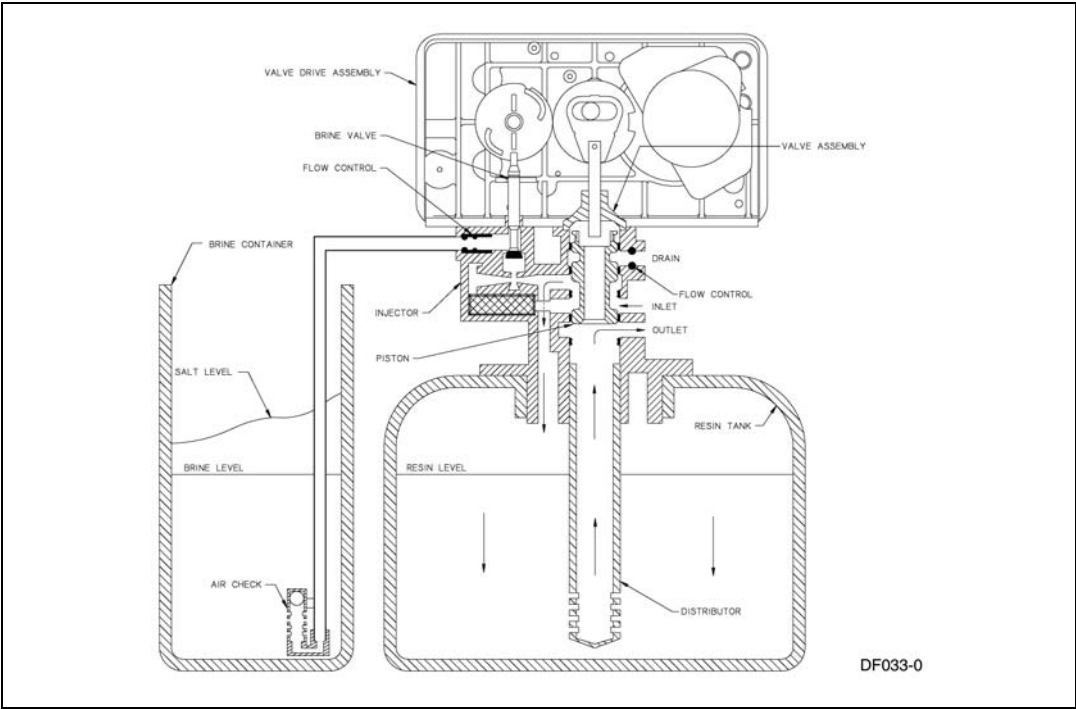 VALVE DRIVE ASSEMBLY
BRINE VALVE
VALVE ASSEMBLY
FLOW CONTROL
BRINE CONTAINER
DRAIN
FLOW CONTROL
INJECTOR
INLET
OUTLET
PISTON
SALT LEVEL
RESIN TANK
BRINE LEVEL
RESIN LEVEL
AIR CHECK
DISTRIBUTOR
DF033-0